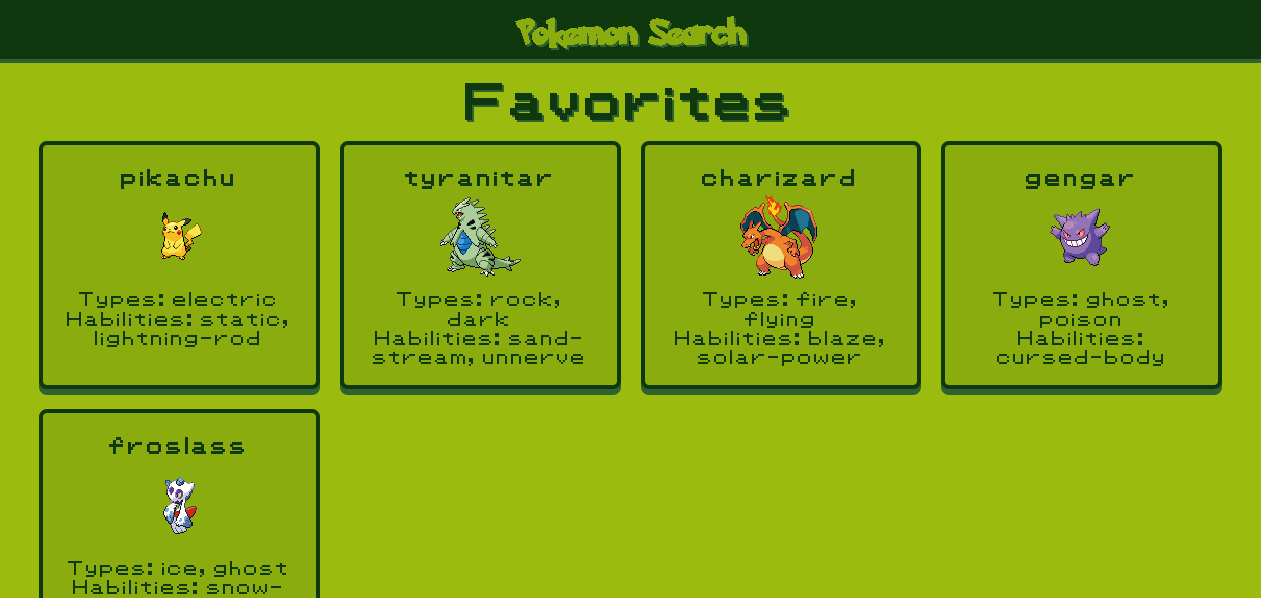 Pokemon Search
Favorites
pikachu
Types: electric
Habilities: static,
lightning-rod
tyranitar
Types: rock,
dark
Habilities: sand-
stream, unnerve
charizard
Types: fire,
flying
Habilities: blaze,
solar-power
gengar
Types: ghost,
poison
Habilities:
cursed-body
froslass
Types: ice, ghost
Habilities: snow-